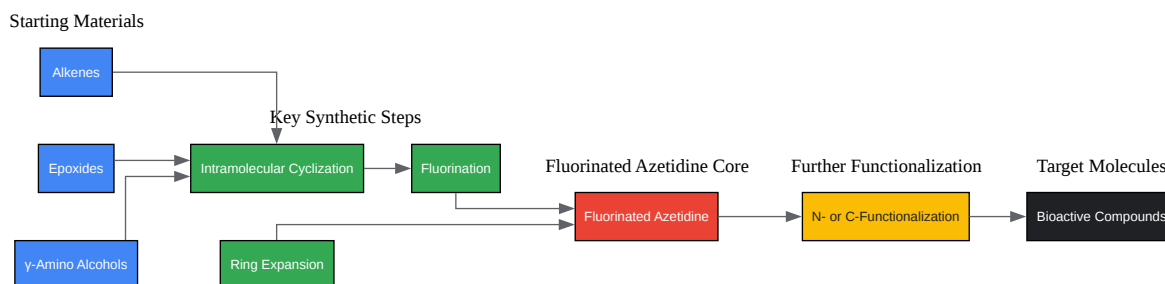 Starting Materials
Alkenes
Key Synthetic Steps
Epoxides
Intramolecular Cyclization
Fluorination
Fluorinated Azetidine Core
Further Functionalization
Target Molecules
Fluorinated Azetidine
N- or C-Functionalization
Bioactive Compounds
γ-Amino Alcohols
Ring Expansion